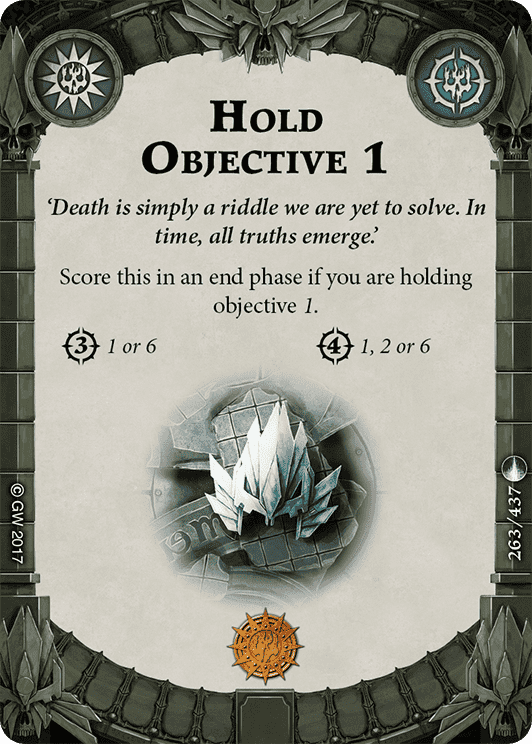 HOLD
OBJECTIVE 1
‘Death is simply a riddle we are yet to solve. In
time, all truths emerge.’
Score this in an end phase if you are holding
objective 1.
3 1 or 6
4 1, 2 or 6
© GW 2017
263/437